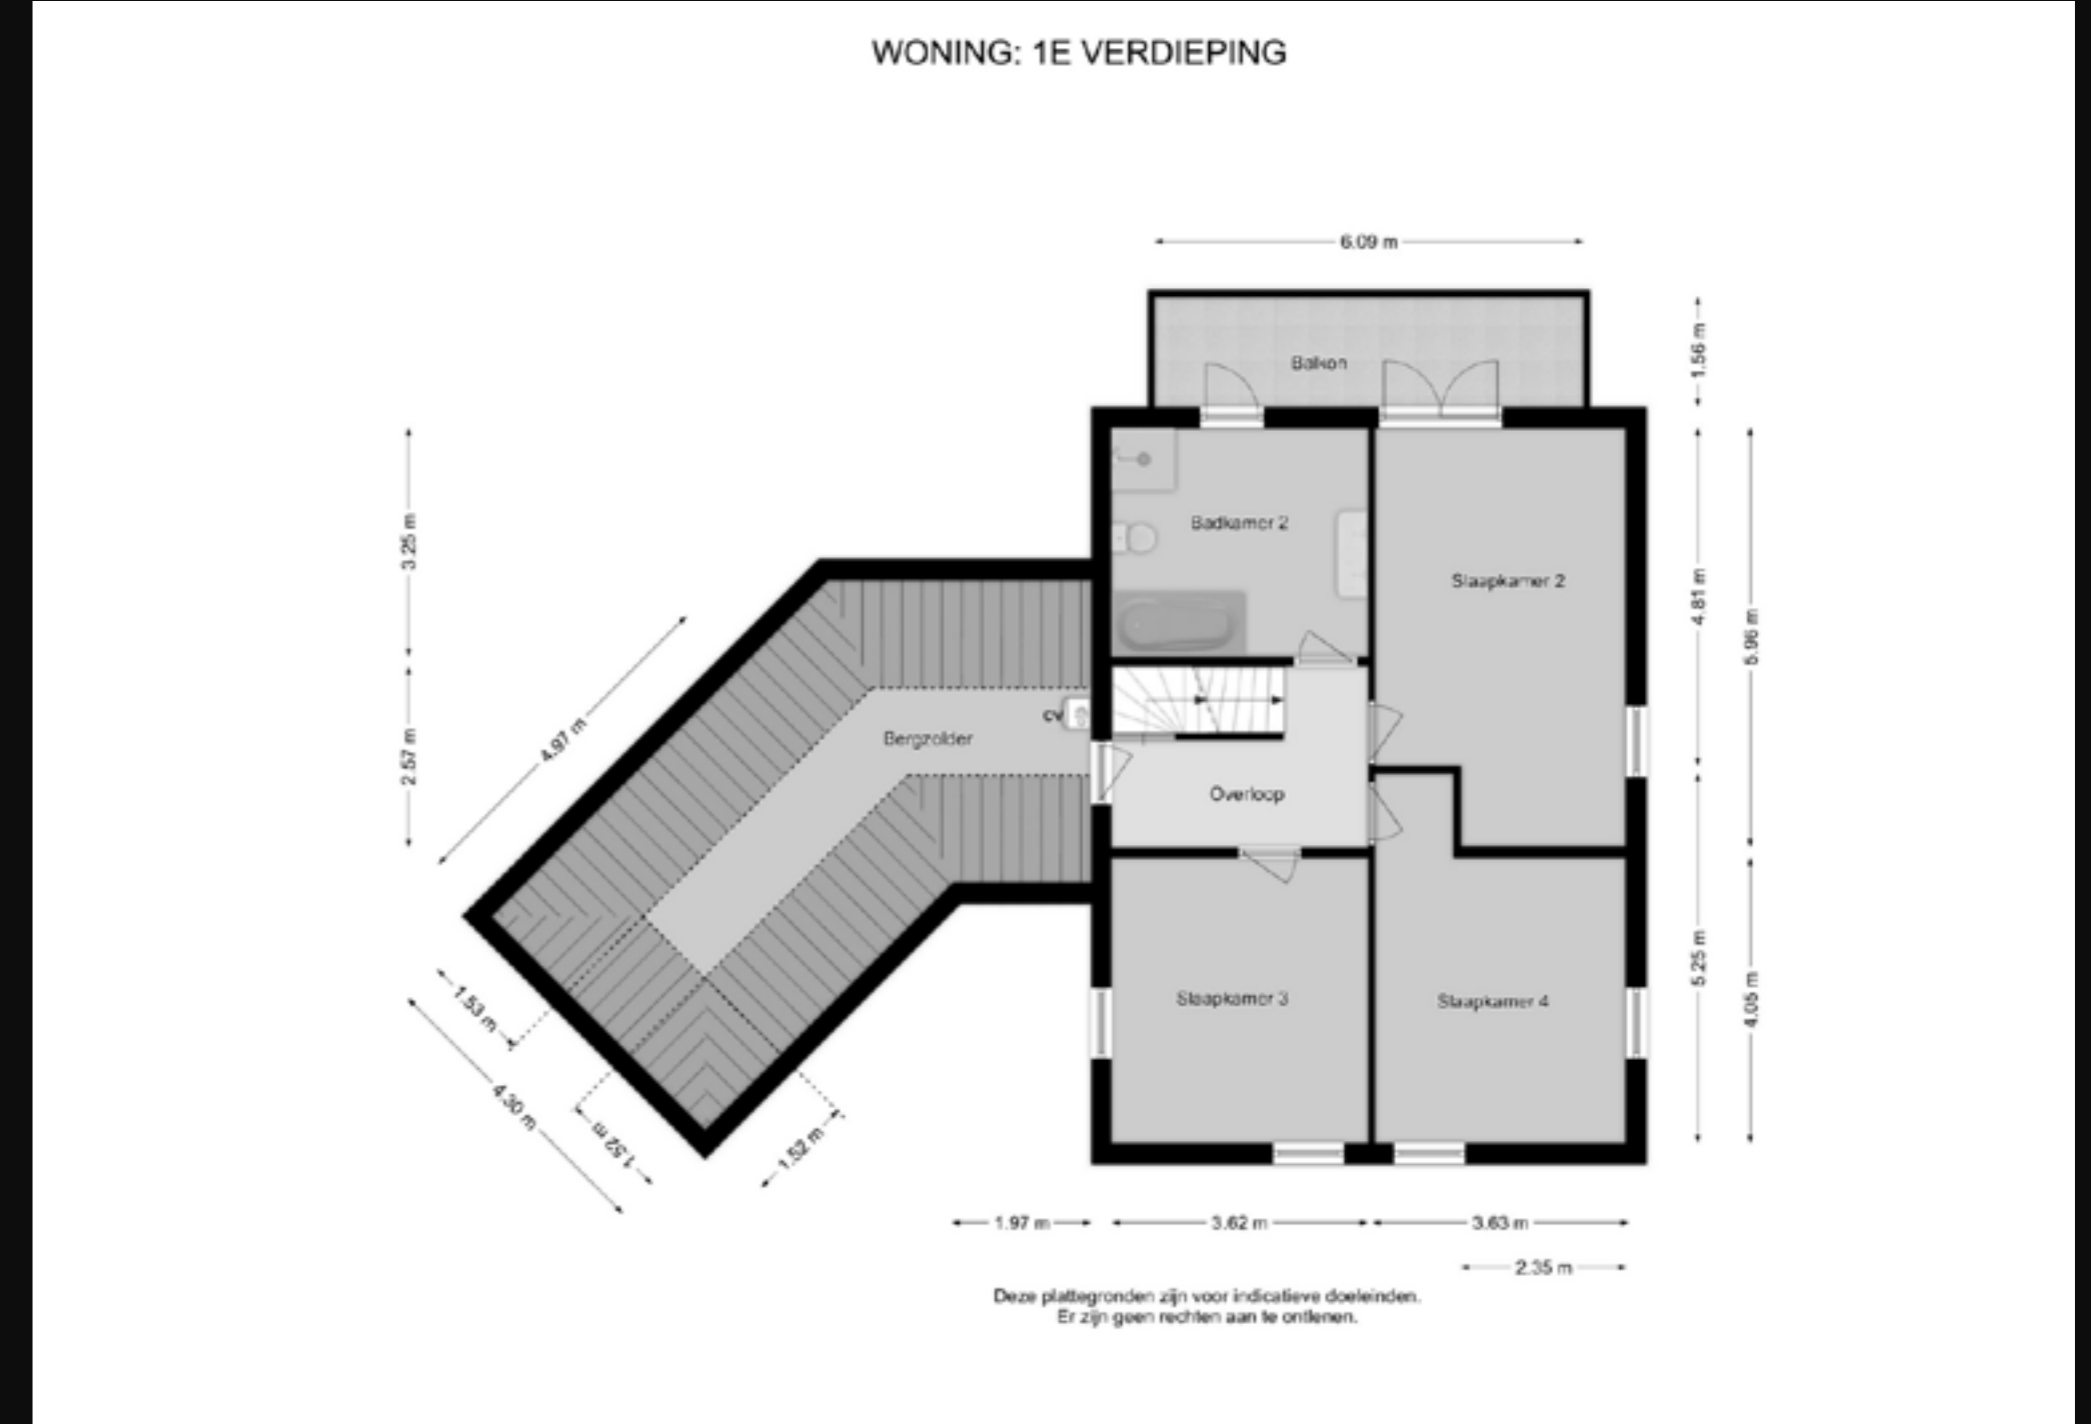 WONING: 1E VERDIEPING
6.09 m
1.56 m
Balkon
3.25 m
Badkamer 2
Slaapkamer 2
4.81 m
5.96 m
4.97 m
2.57 m
CV
Bergzolder
Overloop
1.53 m
4.30 m
1.52 m
1.52 m
Slaapkamer 3
Slaapkamer 4
5.25 m
4.05 m
1.97 m
3.62 m
3.63 m
2.35 m
Deze plattegronden zijn voor indicatieve doeleinden.
Er zijn geen rechten aan te ontlenen.